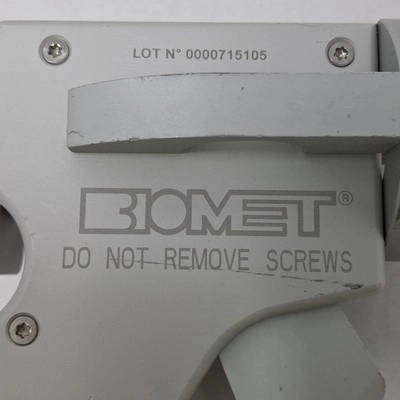 LOT N° 0000715105
BIOMET®
DO NOT REMOVE SCREWS